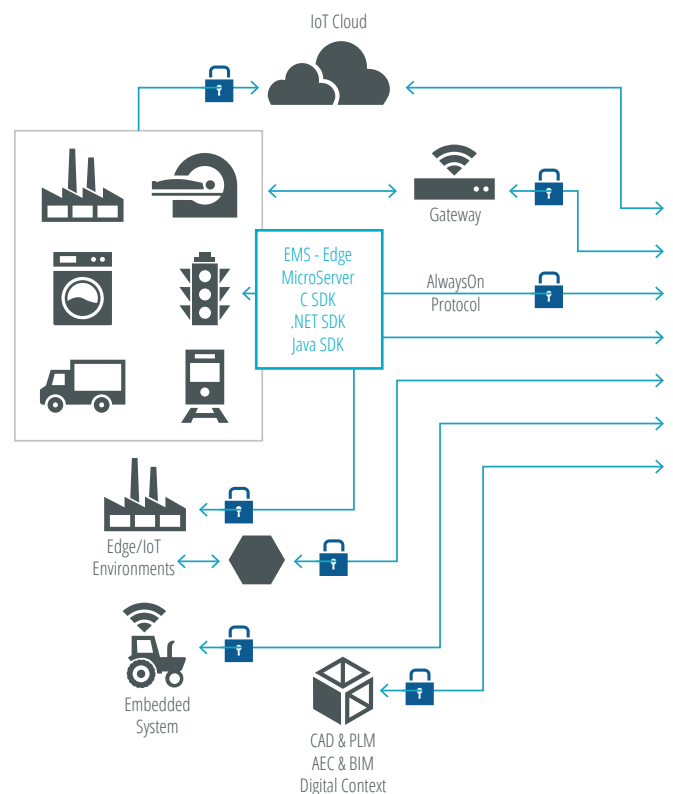 IoT Cloud
Gateway
EMS - Edge
MicroServer
C SDK
.NET SDK
Java SDK
AlwaysOn
Protocol
Edge/IoT
Environments
Embedded
System
CAD & PLM
AEC & BIM
Digital Context